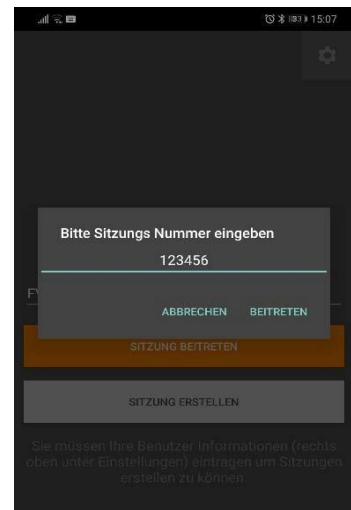 15:07
Bitte Sitzungs Nummer eingeben
123456
ABBRECHEN BEITRETEN
SITZUNG BEITRETEN
SITZUNG ERSTELLEN
Sie müssen Ihre Benutzer Informationen (rechts
oben unter Einstellungen) eintragen um Sitzungen
erstellen zu können